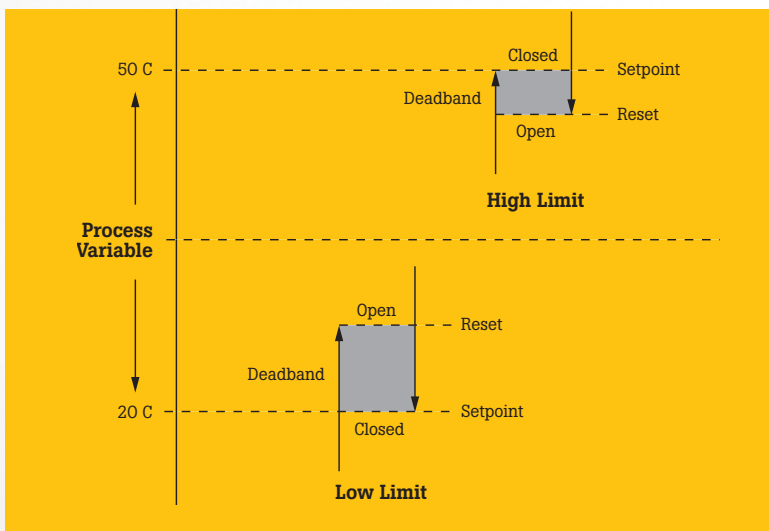 Closed
50 C
Setpoint
Deadband
Reset
Open
High Limit
Process
Variable
Open
Reset
Deadband
20 C
Setpoint
Closed
Low Limit